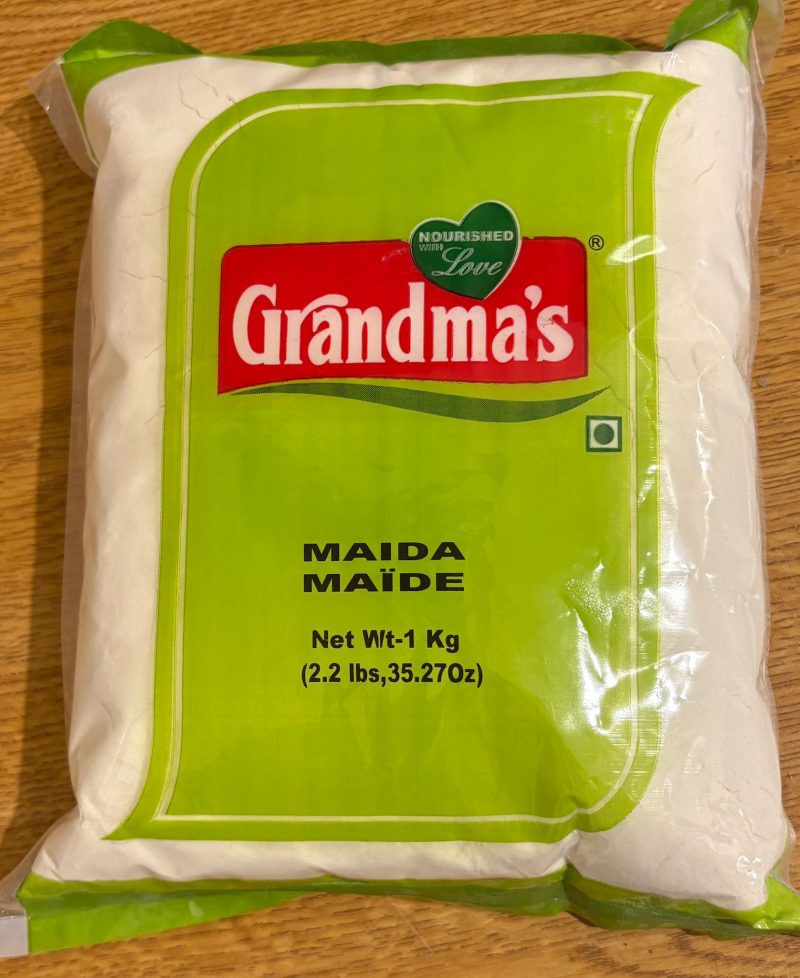 NOURISHED
WITH
Love
®
Grandma's
MAIDA
MAÏDE
Net Wt-1 Kg
(2.2 lbs,35.27Oz)